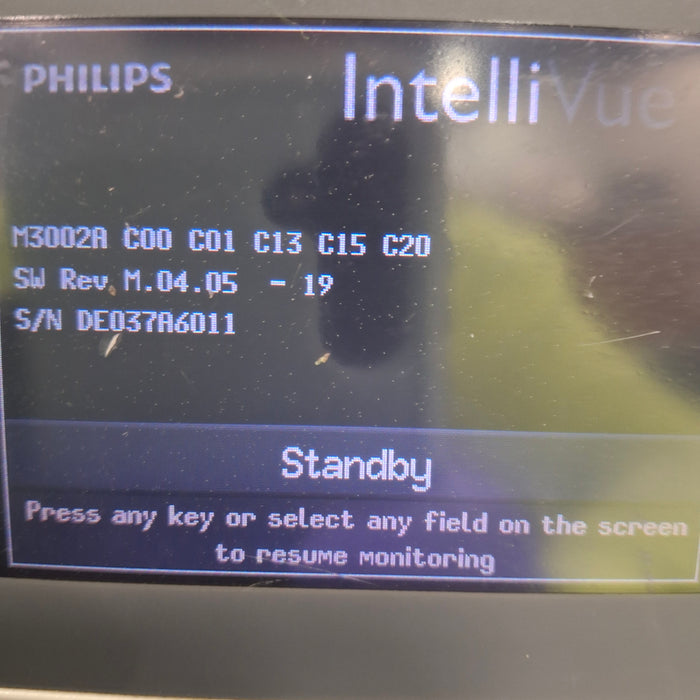 PHILIPS
IntelliVue
M3002A C00 C01 C13 C15 C20
SW Rev. M.04.05 - 19
S/N DE037A6011
Standby
Press any key or select any field on the screen
to resume monitoring